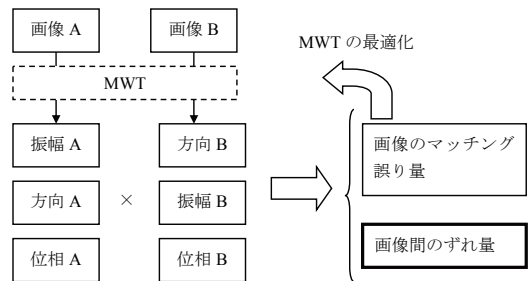 画像 A
画像 B
MWT の最適化
MWT
振幅 A
方向 B
画像のマッチング
誤り量
方向 A
×
振幅 B
画像間のずれ量
位相 A
位相 B